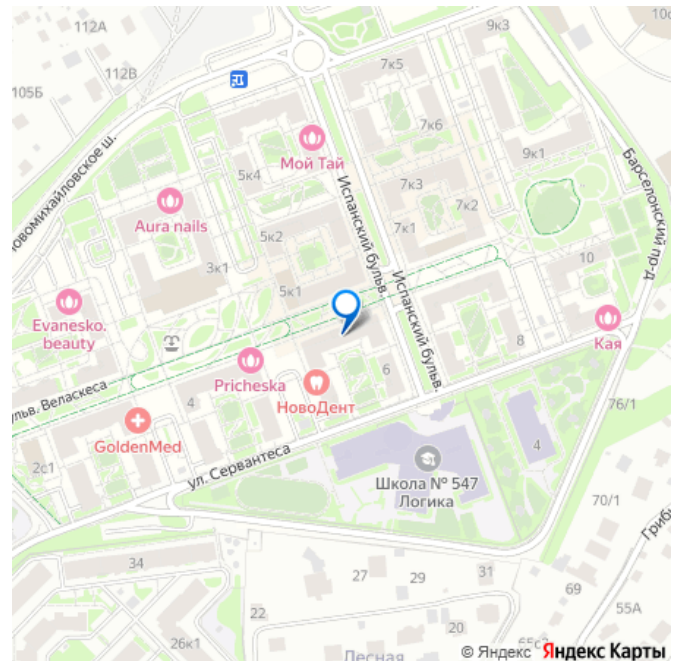 112А
9к3
105Б
112В
7к5
Новомихайловское ш.
7к6
Мой Тай
9к1
5к4
7к3
Барселонский пр-д
Испанский бульв.
Aura nails
7к2
7к1
5к2
3к1
10
Испанский бульв.
5к1
Evanesko.
beauty
Кая
8
Pricheska
6
НовоДент
бульв. Веласкеса
4
76/1
GoldenMed
4
2с1
ул. Сервантеса
Школа № 547
Логика
70/1
34
27
29
31
69
22
20
55А
26к1
Лесная
© Яндекс Яндекс Карты